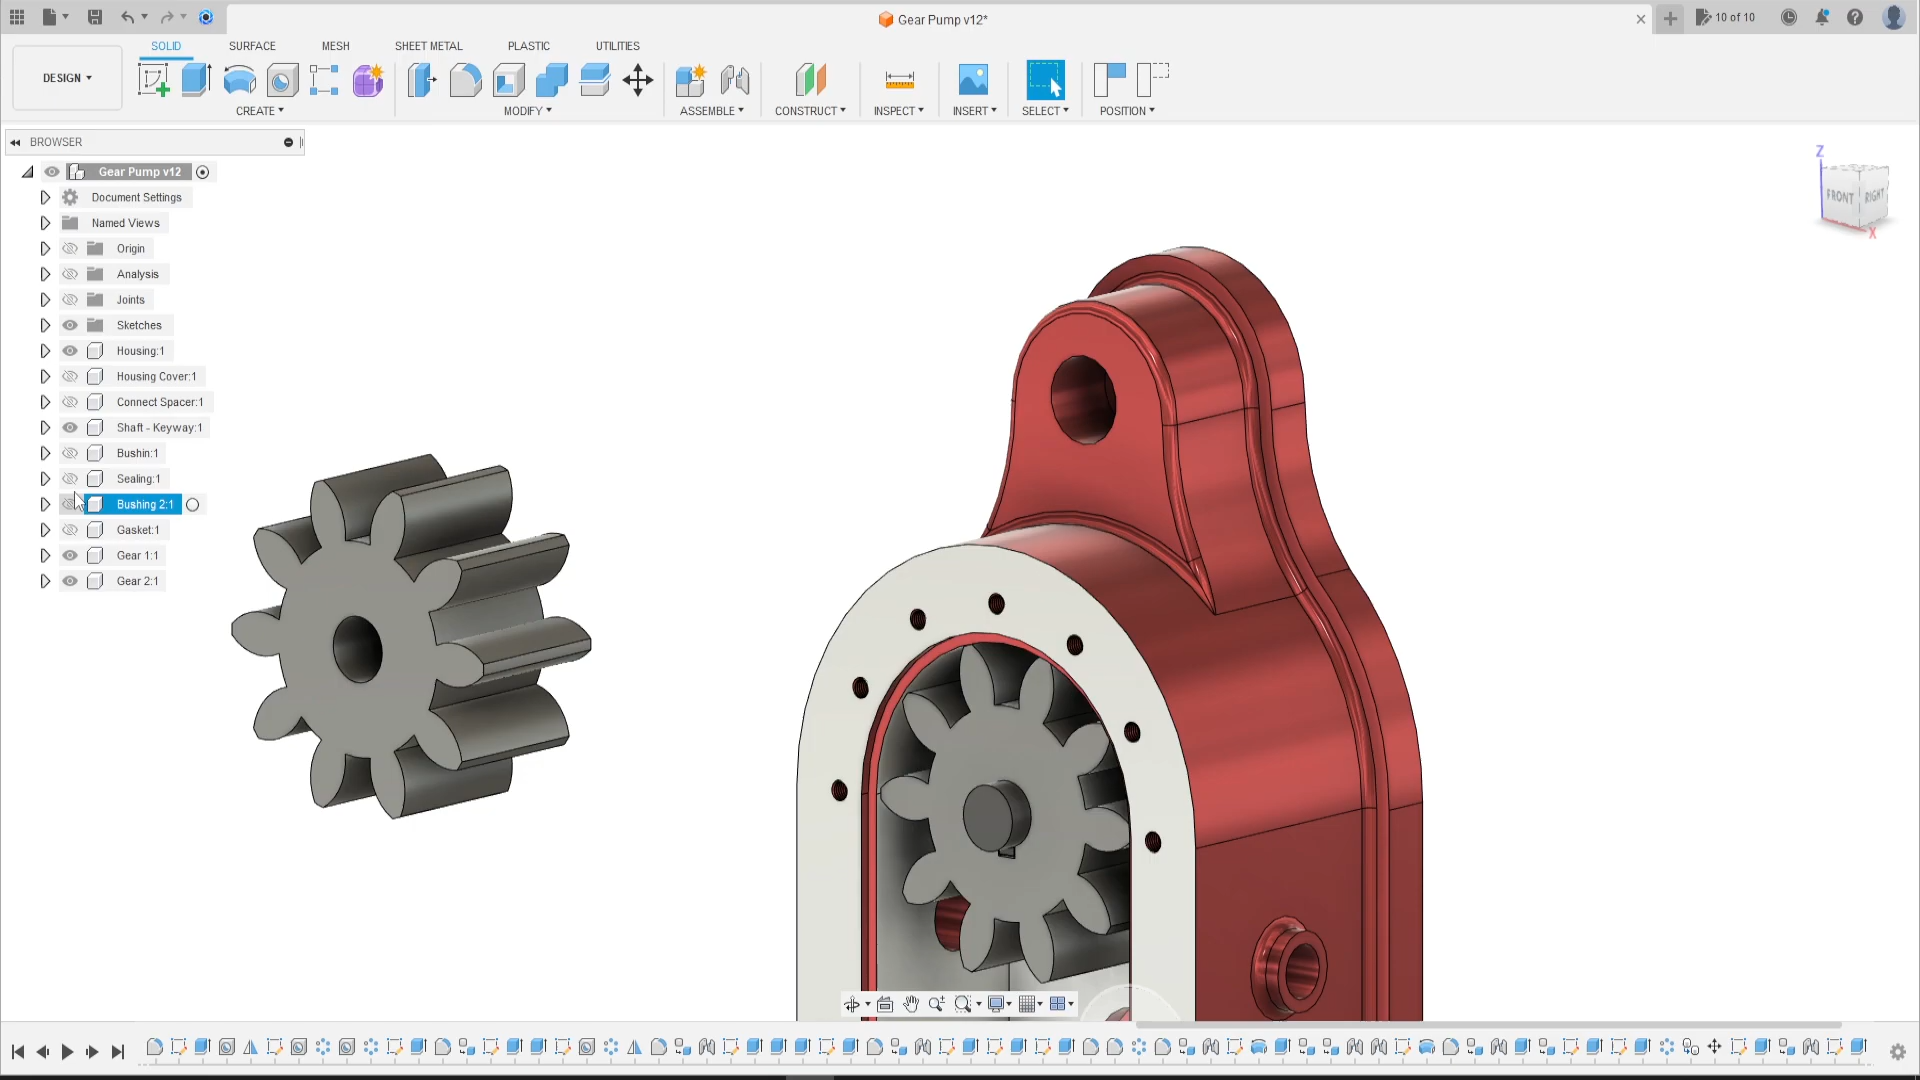 Gear Pump v12*
10 of 10
DESIGN
SOLID
SURFACE
MESH
SHEET METAL
PLASTIC
UTILITIES
CREATE
MODIFY
ASSEMBLE
CONSTRUCT
INSPECT
INSERT
SELECT
POSITION
BROWSER
Gear Pump v12
Document Settings
Named Views
Origin
Analysis
Joints
Sketches
Housing:1
Housing Cover:1
Connect Spacer:1
Shaft - Keyway:1
Bushin:1
Sealing:1
Bushing 2:1
Gasket:1
Gear 1:1
Gear 2:1
Z
FRONT
RIGHT
X